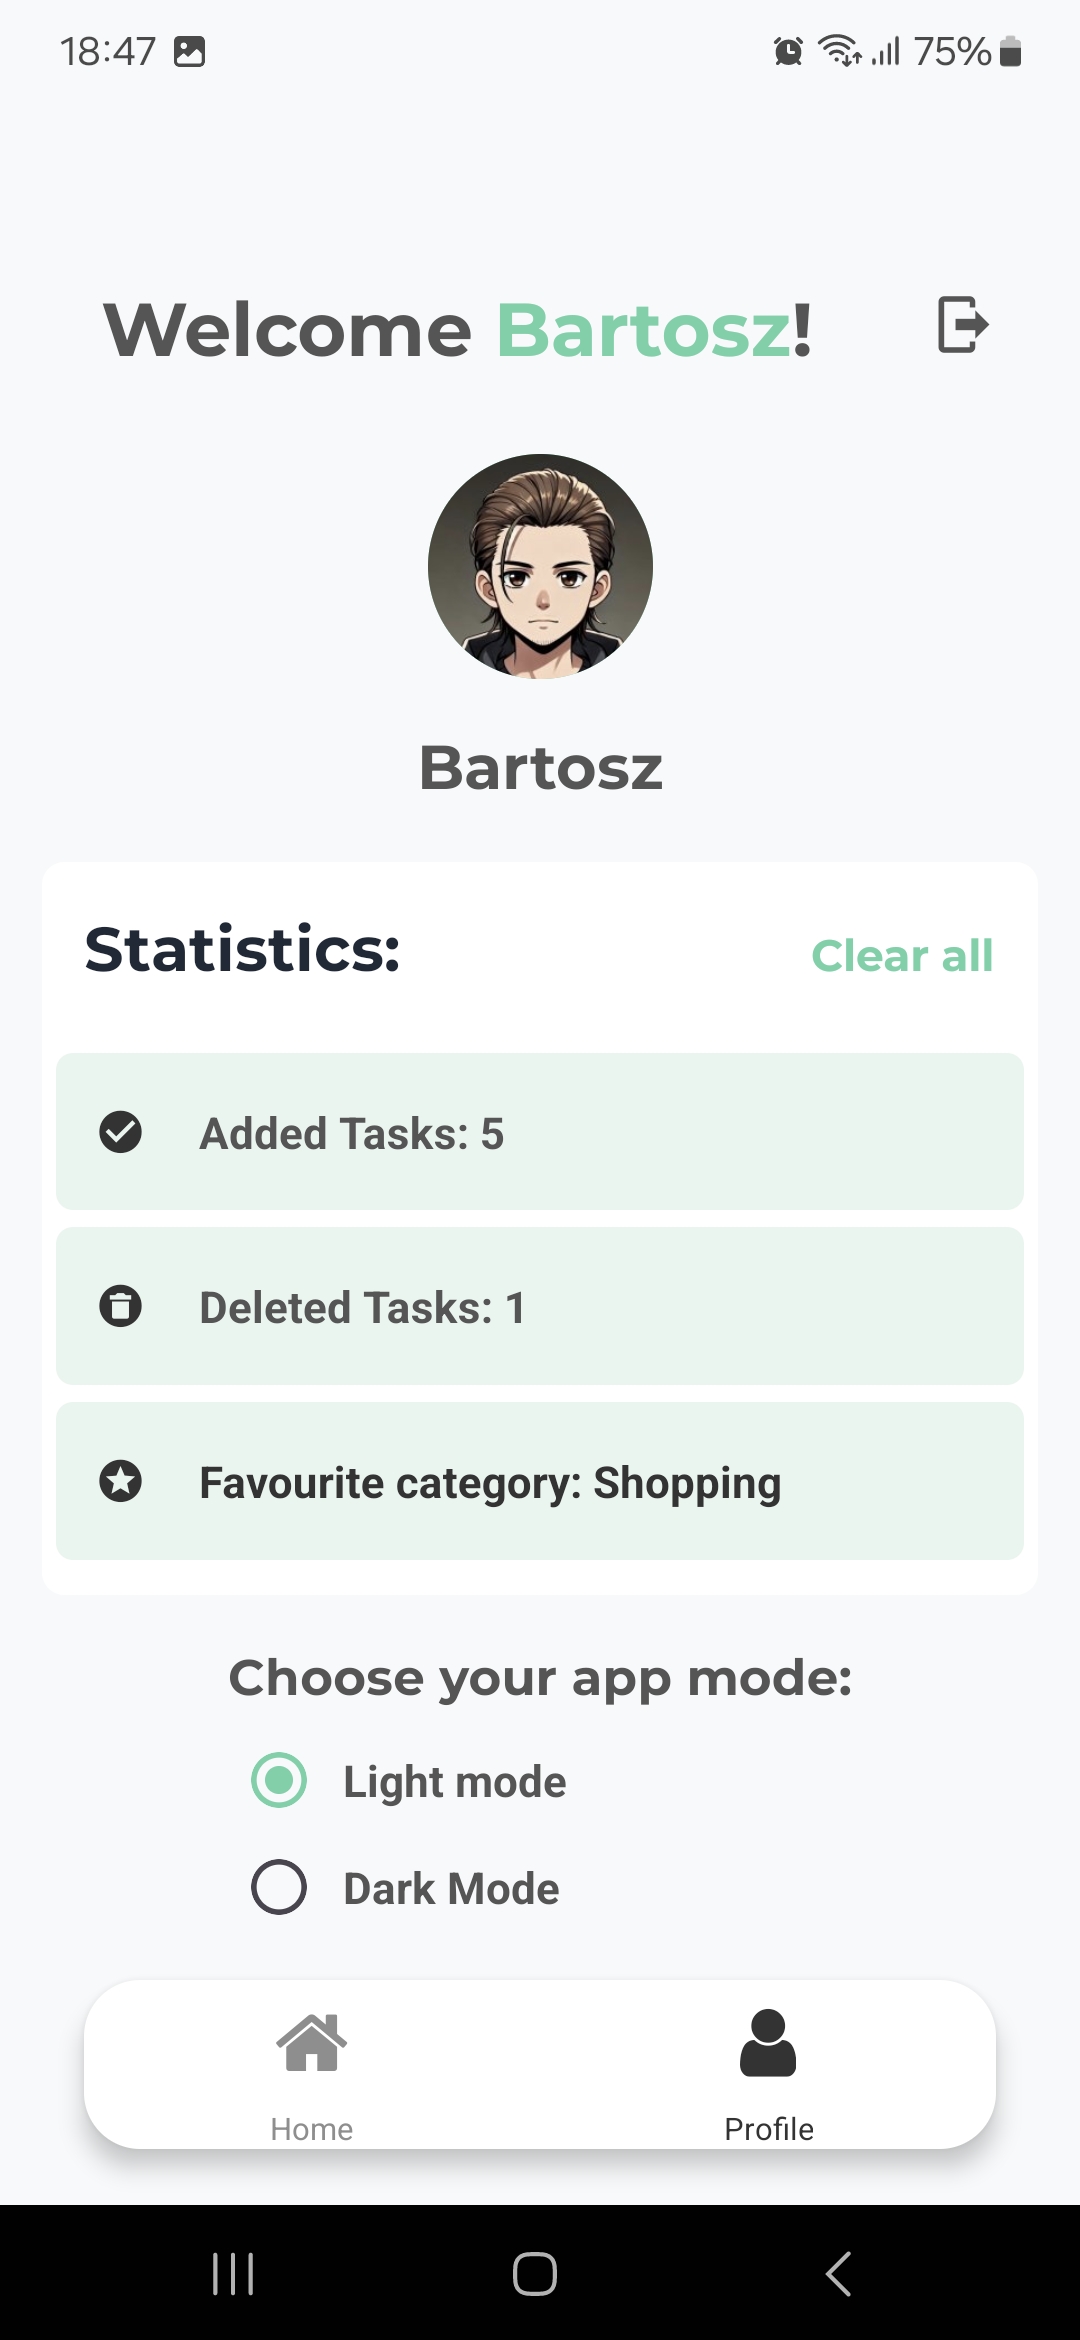 18:47 75%
Welcome Bartosz!
Bartosz
Statistics:
Clear all
Added Tasks: 5
Deleted Tasks: 1
Favourite category: Shopping
Choose your app mode:
Light mode
Dark Mode
Home
Profile